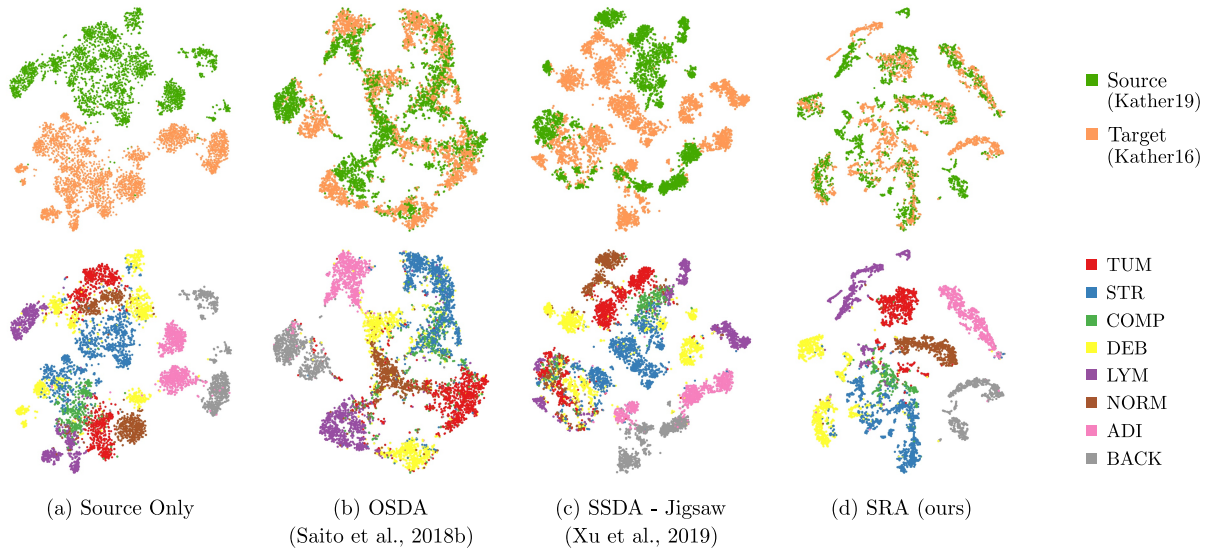 Source
(Kather19)
Target
(Kather16)
TUM
STR
COMP
DEB
LYM
NORM
ADI
BACK
(a) Source Only
(b) OSDA
(Saito et al., 2018b)
(c) SSDA - Jigsaw
(Xu et al., 2019)
(d) SRA (ours)